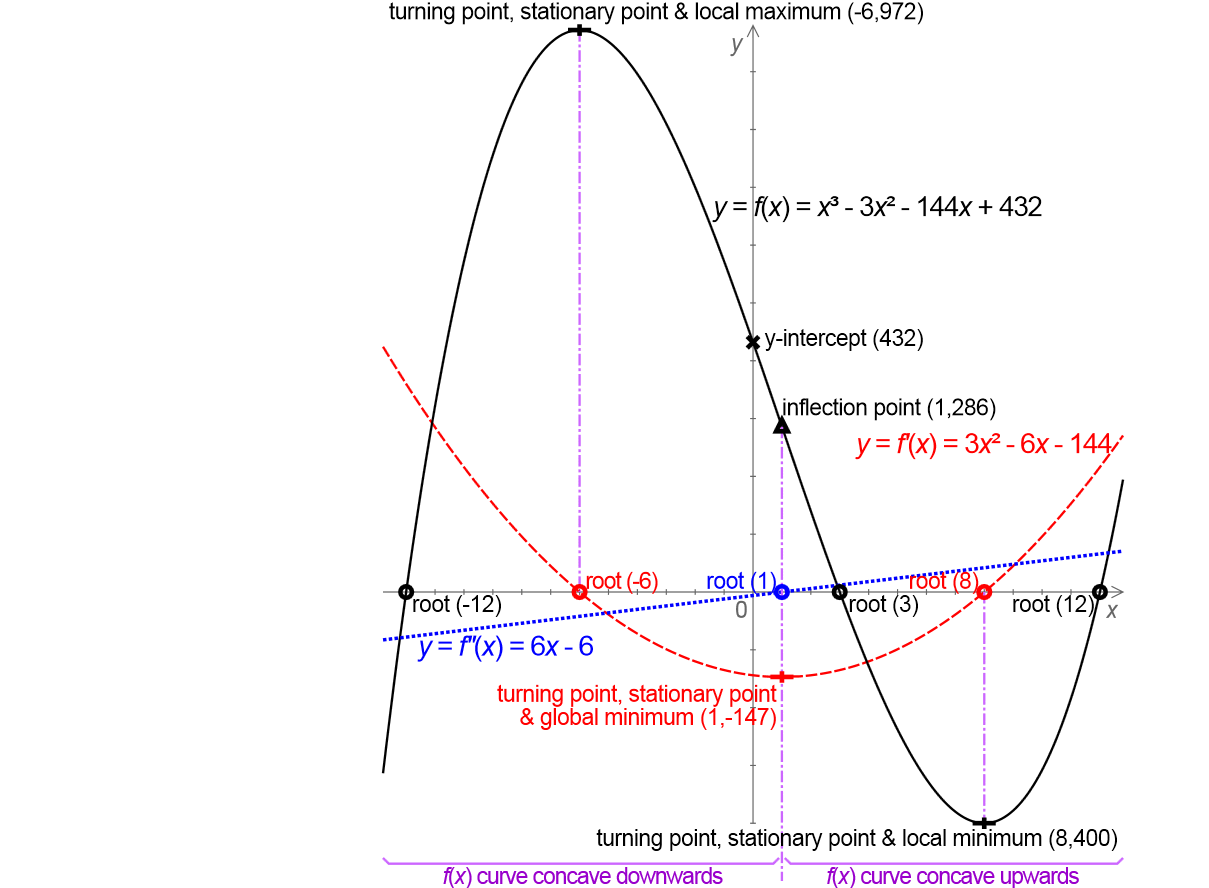 turning point, stationary point & local maximum (-6,972)
y
y = f(x) = x³ - 3x² - 144x + 432
y-intercept (432)
inflection point (1,286)
y = f′(x) = 3x² - 6x - 144
root (-6)
root (1)
root (8)
root (-12)
0
root (3)
root (12)
x
y = f″(x) = 6x - 6
turning point, stationary point
& global minimum (1,-147)
turning point, stationary point & local minimum (8,400)
f(x) curve concave downwards
f(x) curve concave upwards